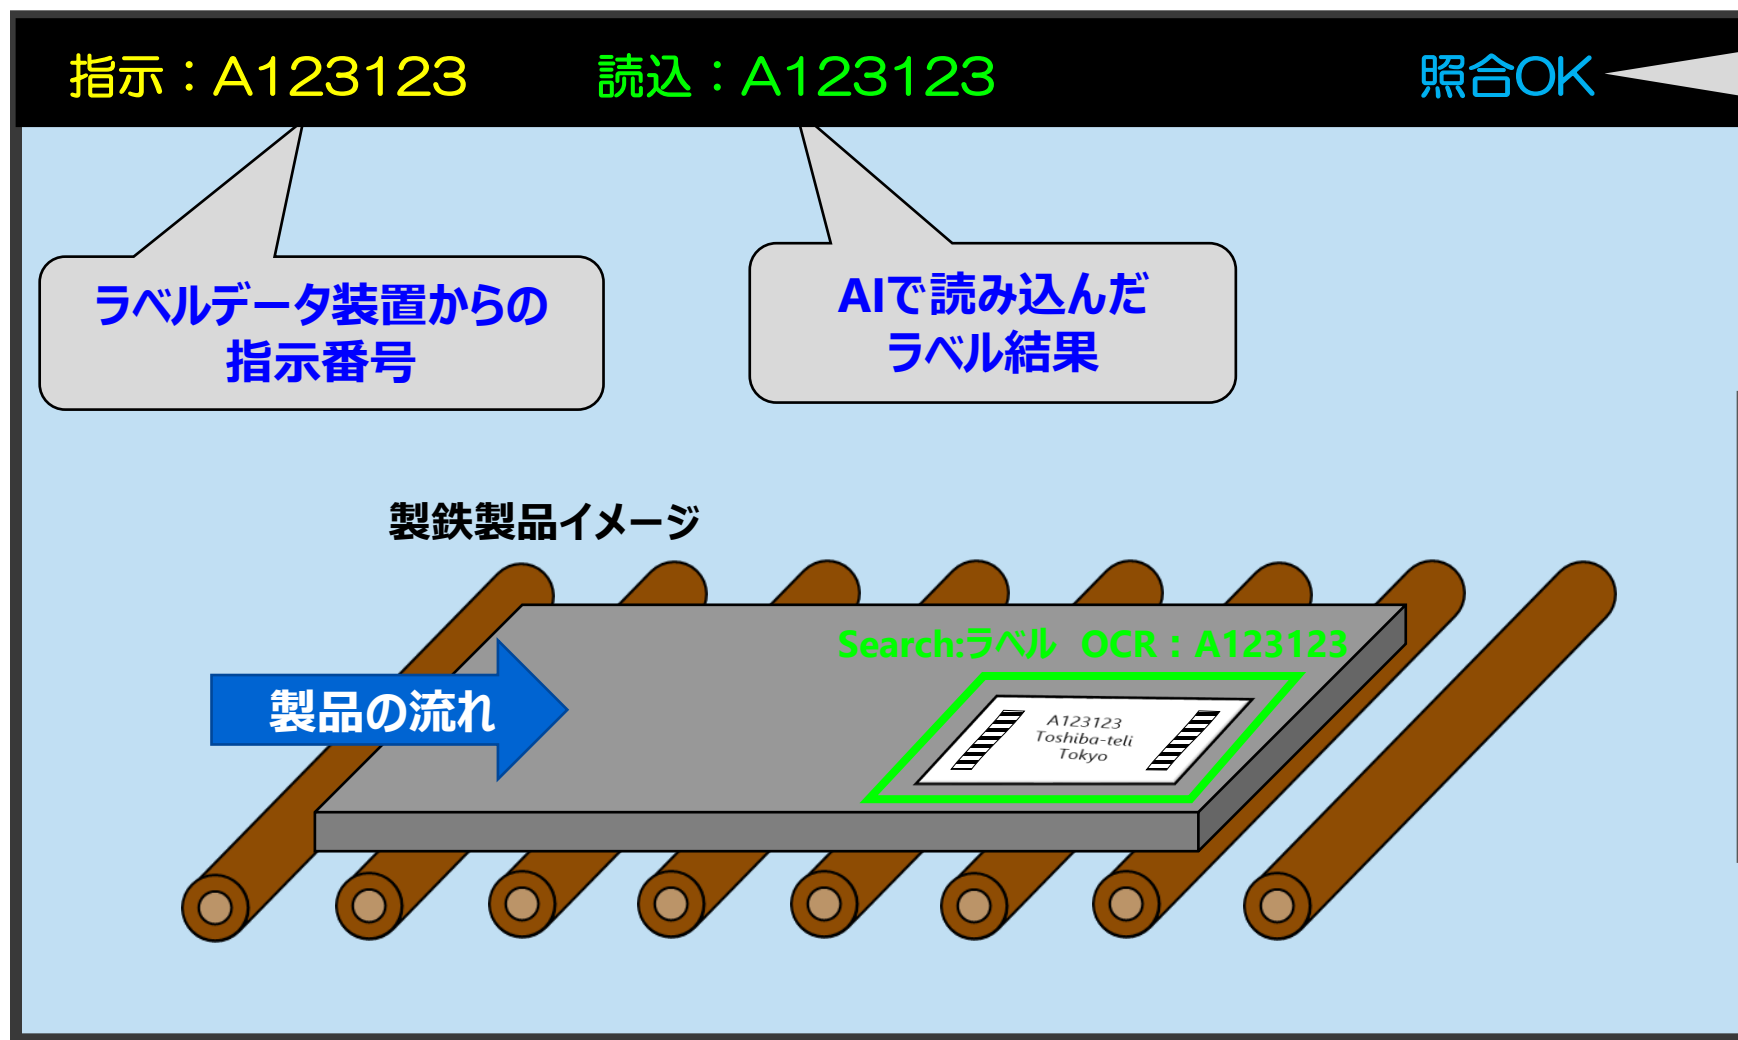 指示：A123123 読込：A123123 照合OK
ラベルデータ装置からの
指示番号
AIで読み込んだ
ラベル結果
製鉄製品イメージ
Search:ラベル OCR：A123123
製品の流れ
A123123
Toshiba-teli
Tokyo